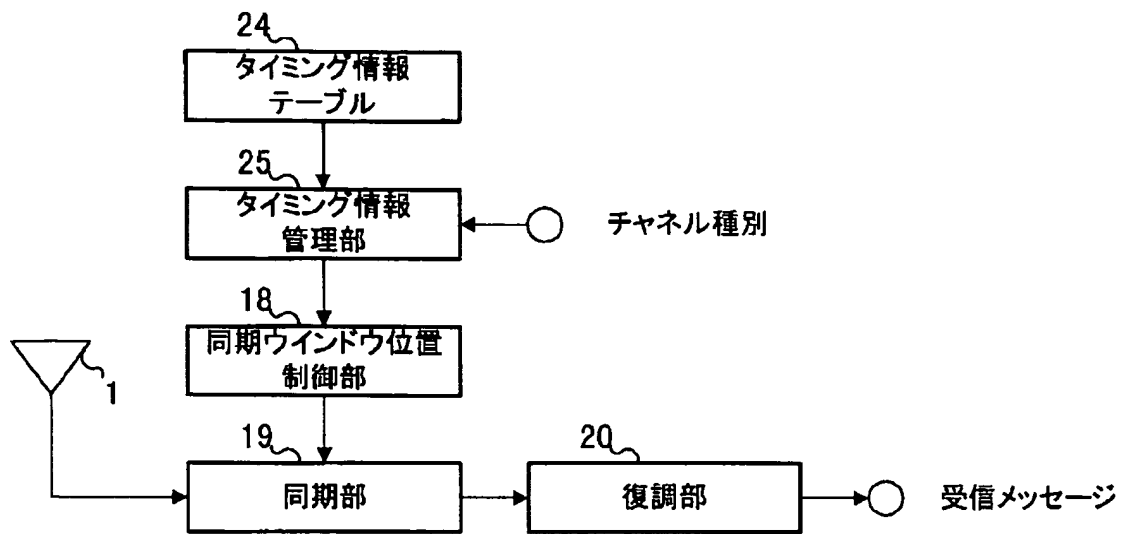 24
タイミング情報
テーブル
25
タイミング情報
管理部
チャネル種別
18
同期ウインドウ位置
制御部
1
19
同期部
20
復調部
受信メッセージ